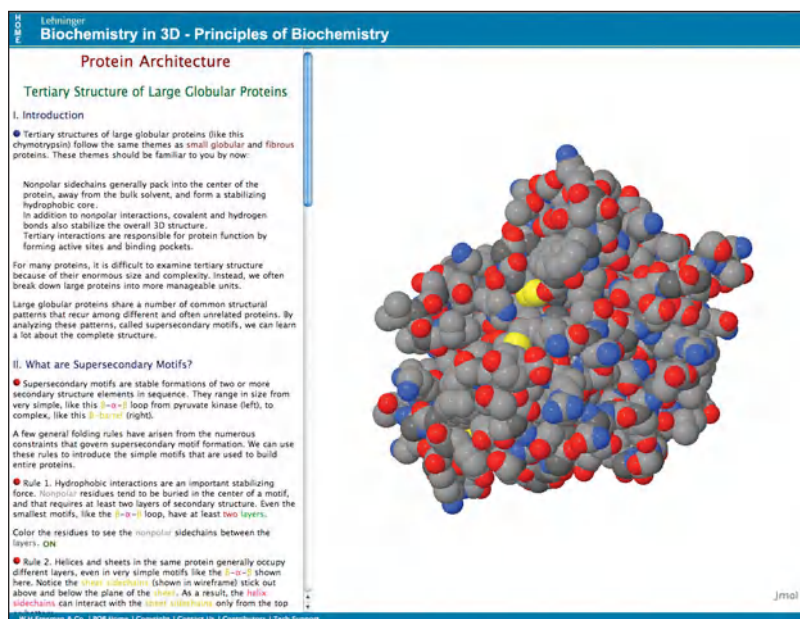 HOME
Lehninger
Biochemistry in 3D - Principles of Biochemistry
Protein Architecture
Tertiary Structure of Large Globular Proteins
I. Introduction
Tertiary structures of large globular proteins (like this
chymotrypsin) follow the same themes as small globular and fibrous
proteins. These themes should be familiar to you by now:
Nonpolar sidechains generally pack into the center of the
protein, away from the bulk solvent, and form a stabilizing
hydrophobic core.
In addition to nonpolar interactions, covalent and hydrogen
bonds also stabilize the overall 3D structure.
Tertiary interactions are responsible for protein function by
forming active sites and binding pockets.
For many proteins, it is difficult to examine tertiary structure
because of their enormous size and complexity. Instead, we often
break down large proteins into more manageable units.
Large globular proteins share a number of common structural
patterns that recur among different and often unrelated proteins. By
analyzing these patterns, called supersecondary motifs, we can learn
a lot about the complete structure.
II. What are Supersecondary Motifs?
Supersecondary motifs are stable formations of two or more
secondary structure elements in sequence. They range in size from
very simple, like this β-α-β loop from pyruvate kinase (left), to
complex, like this β-barrel (right).
A few general folding rules have arisen from the numerous
constraints that govern supersecondary motif formation. We can use
these rules to introduce the simple motifs that are used to build
entire proteins.
Rule 1. Hydrophobic interactions are an important stabilizing
force. Nonpolar residues tend to be buried in the center of a motif,
and that requires at least two layers of secondary structure. Even the
smallest motifs, like the β-α-β loop, have at least two layers.
Color the residues to see the nonpolar sidechains between the
layers. ON
Rule 2. Helices and sheets in the same protein generally occupy
different layers, even in very simple motifs like the β-α-β shown
here. Notice the sheet sidechains (shown in wireframe) stick out
above and below the plane of the sheet. As a result, the helix
sidechains can interact with the sheet sidechains only from the top
Jmol